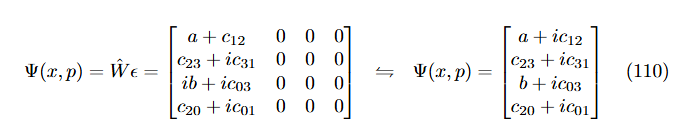 Ψ(x, p) = Ŵϵ = [ a + c₁₂ 0 0 0 ; c₂₃ + ic₃₁ 0 0 0 ; ib + ic₀₃ 0 0 0 ; c₂₀ + ic₀₁ 0 0 0 ] ⇋ Ψ(x, p) = [ a + ic₁₂ ; c₂₃ + ic₃₁ ; b + ic₀₃ ; c₂₀ + ic₀₁ ] (110)